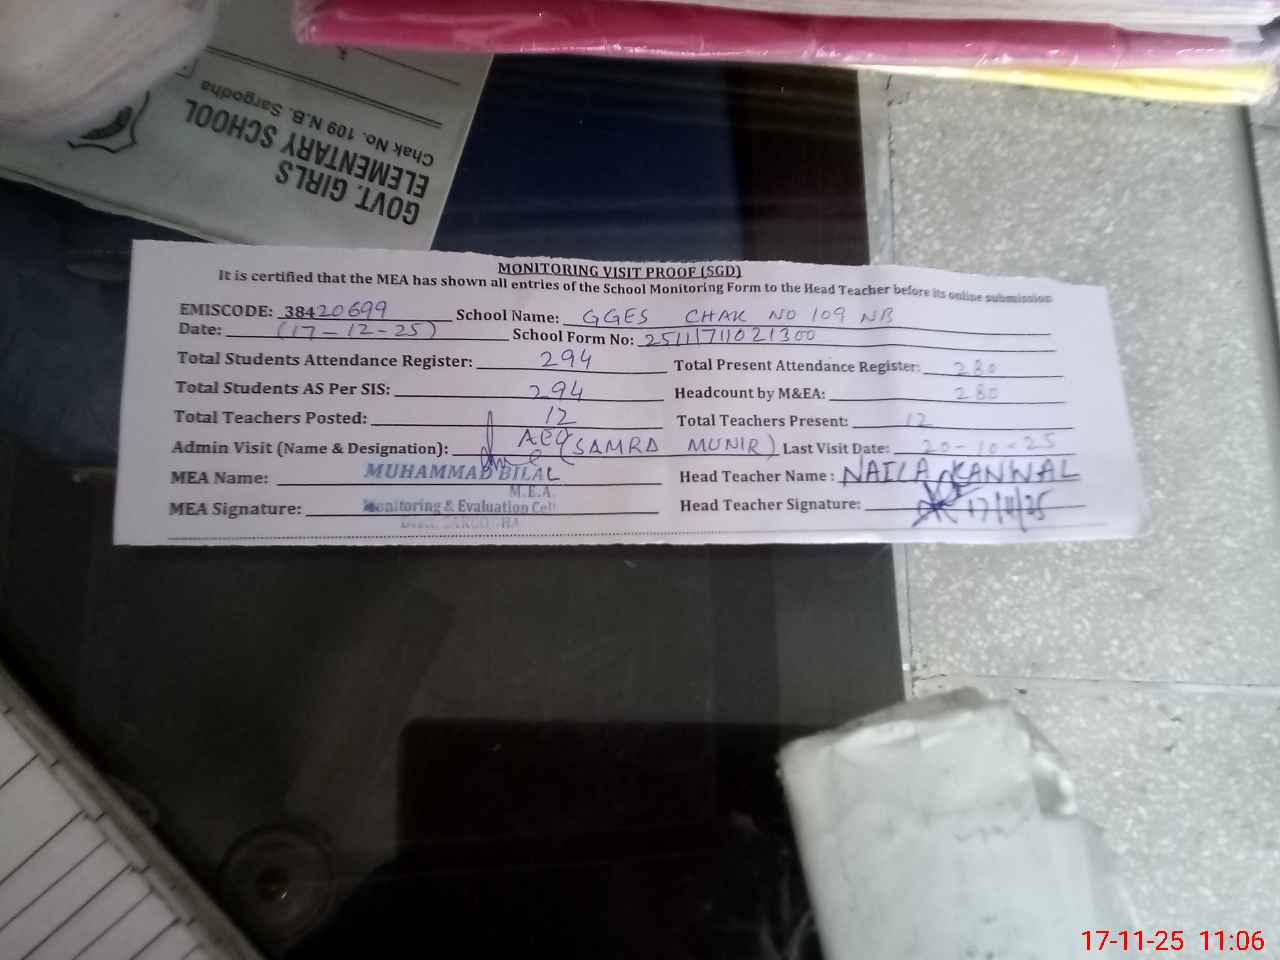 GOVT. GIRLS
ELEMENTARY SCHOOL
Chak No. 109 N.B. Sargodha
MONITORING VISIT PROOF (SGD)
It is certified that the MEA has shown all entries of the School Monitoring Form to the Head Teacher before its online submission
EMISCODE: 38420699 School Name: GGES CHAK NO 109 NB
Date: (17-12-25) School Form No: 25111711021300
Total Students Attendance Register: 294 Total Present Attendance Register: 280
Total Students AS Per SIS: 294 Headcount by M&EA: 280
Total Teachers Posted: 12 Total Teachers Present: 12
Admin Visit (Name & Designation): AEO (SAMRA MUNIR) Last Visit Date: 20-10-25
MEA Name: MUHAMMAD BILAL Head Teacher Name: NAILA KANWAL
M.E.A.
MEA Signature: Monitoring & Evaluation Cell Head Teacher Signature: 17/11/25
Distt. SARGODHA
17-11-25 11:06